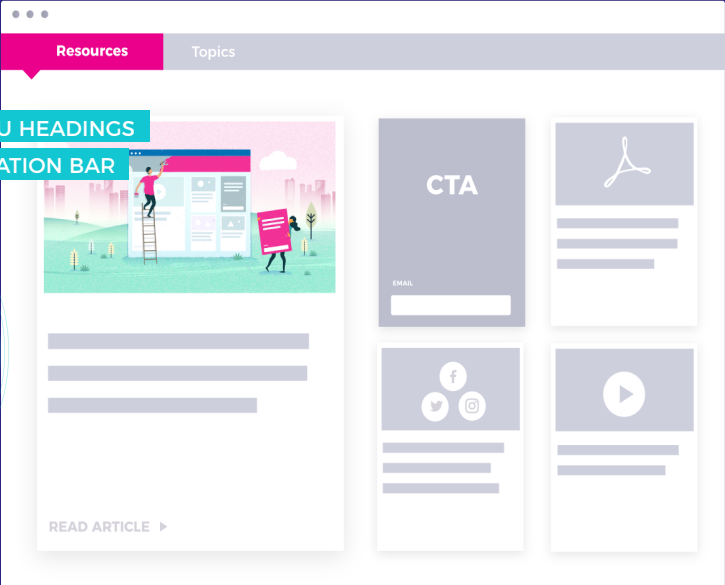 Resources
Topics
U HEADINGS
ATION BAR
CTA
EMAIL
READ ARTICLE